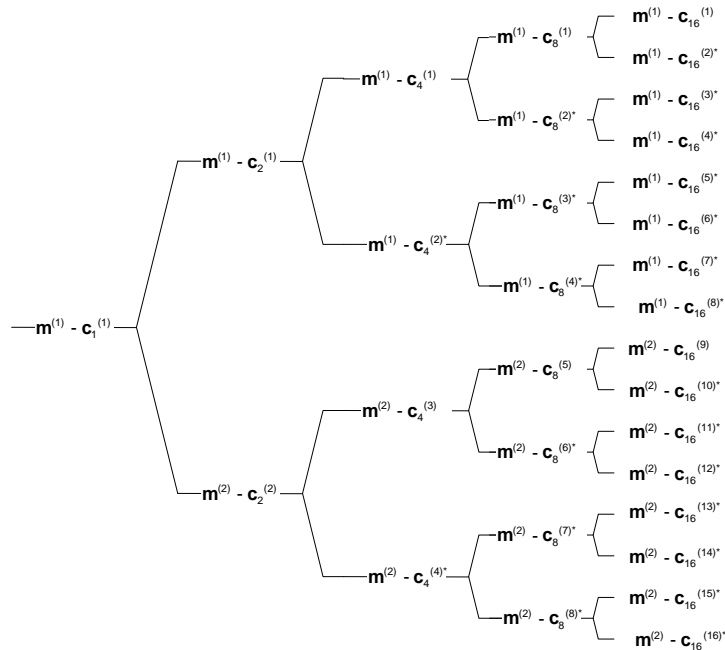 m⁽¹⁾ - c₁₆⁽¹⁾
m⁽¹⁾ - c₈⁽¹⁾
m⁽¹⁾ - c₁₆⁽²⁾*
m⁽¹⁾ - c₄⁽¹⁾
m⁽¹⁾ - c₁₆⁽³⁾*
m⁽¹⁾ - c₈⁽²⁾*
m⁽¹⁾ - c₁₆⁽⁴⁾*
m⁽¹⁾ - c₂⁽¹⁾
m⁽¹⁾ - c₁₆⁽⁵⁾*
m⁽¹⁾ - c₈⁽³⁾*
m⁽¹⁾ - c₁₆⁽⁶⁾*
m⁽¹⁾ - c₄⁽²⁾*
m⁽¹⁾ - c₁₆⁽⁷⁾*
m⁽¹⁾ - c₈⁽⁴⁾*
m⁽¹⁾ - c₁₆⁽⁸⁾*
m⁽¹⁾ - c₁⁽¹⁾
m⁽²⁾ - c₁₆⁽⁹⁾
m⁽²⁾ - c₈⁽⁵⁾
m⁽²⁾ - c₁₆⁽¹⁰⁾*
m⁽²⁾ - c₄⁽³⁾
m⁽²⁾ - c₁₆⁽¹¹⁾*
m⁽²⁾ - c₈⁽⁶⁾*
m⁽²⁾ - c₁₆⁽¹²⁾*
m⁽²⁾ - c₂⁽²⁾
m⁽²⁾ - c₁₆⁽¹³⁾*
m⁽²⁾ - c₈⁽⁷⁾*
m⁽²⁾ - c₁₆⁽¹⁴⁾*
m⁽²⁾ - c₄⁽⁴⁾*
m⁽²⁾ - c₁₆⁽¹⁵⁾*
m⁽²⁾ - c₈⁽⁸⁾*
m⁽²⁾ - c₁₆⁽¹⁶⁾*